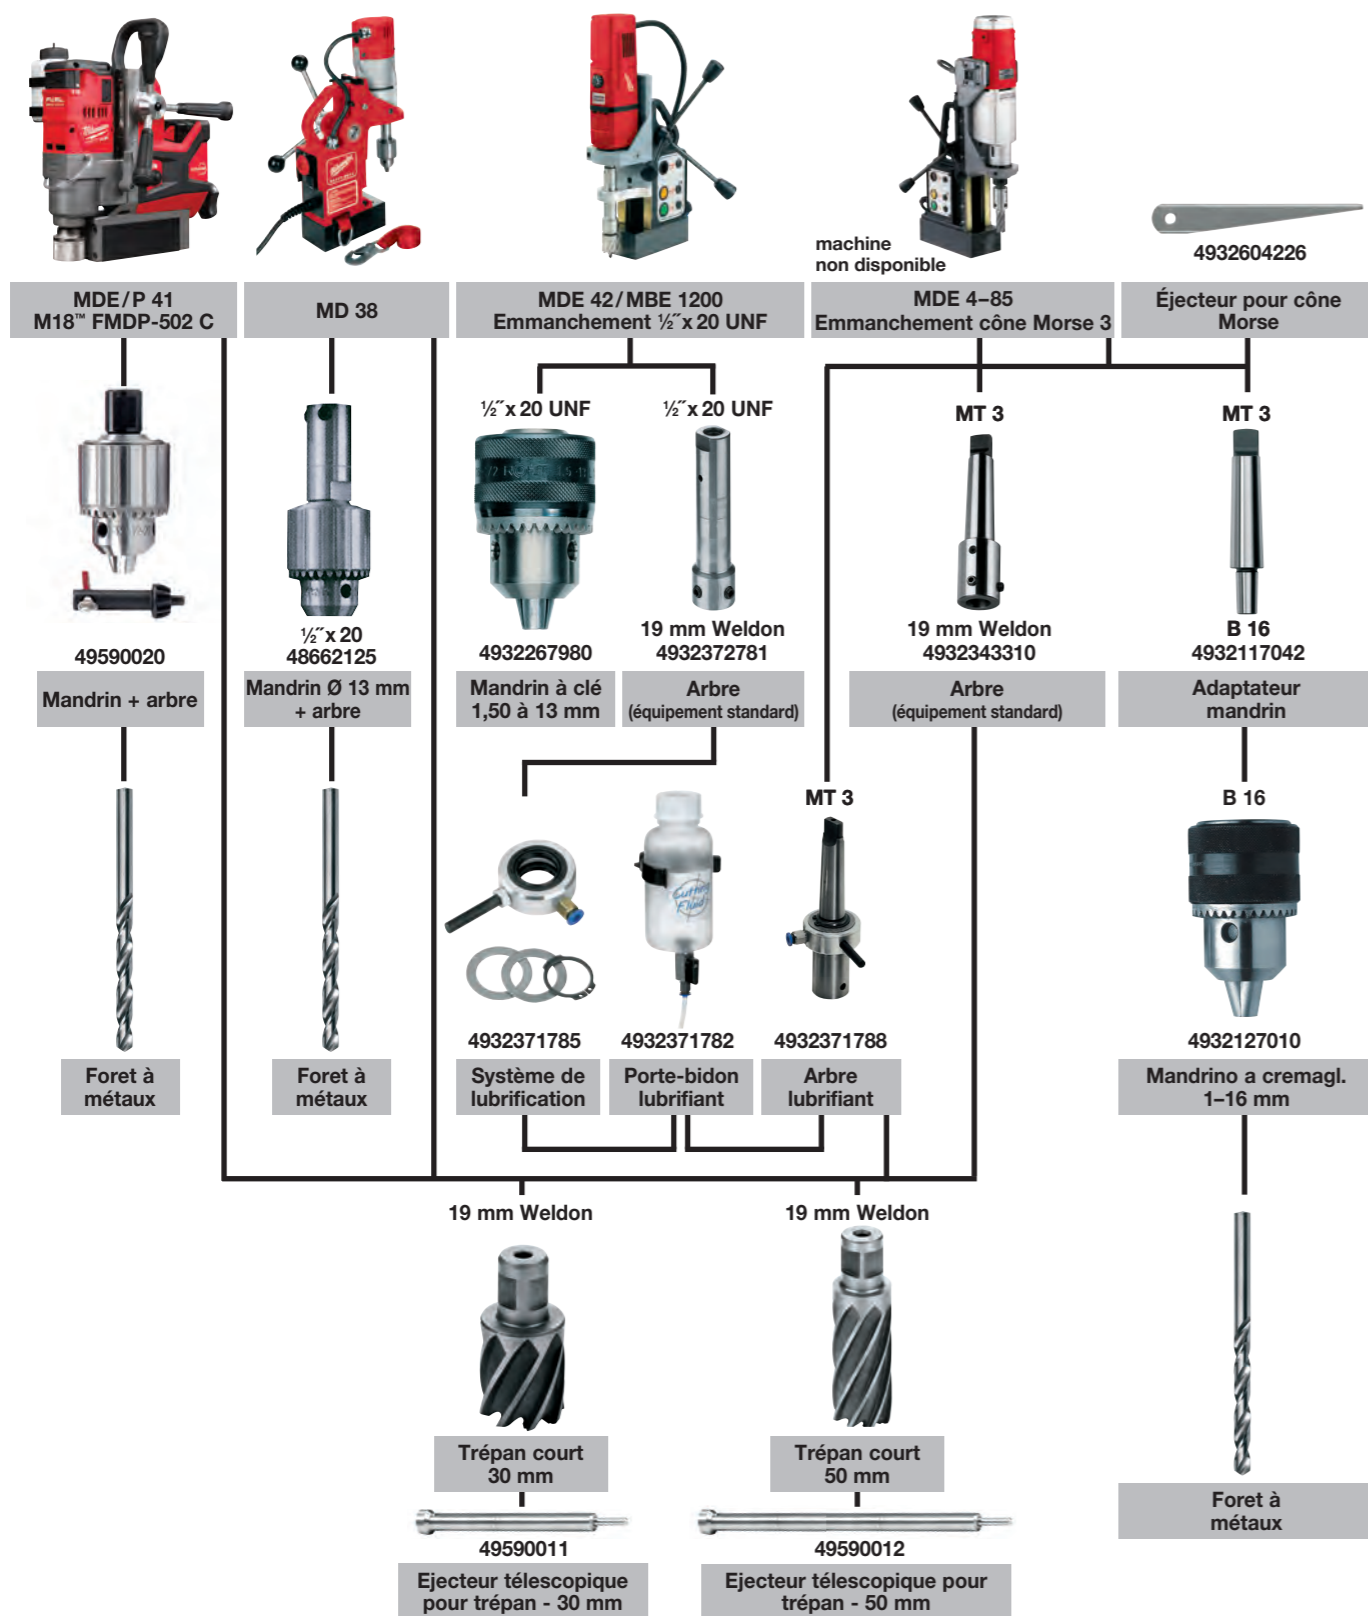 machine
non disponible
4932604226
MDE/P 41
M18™ FMDP-502 C
MD 38
MDE 42/MBE 1200
Emmanchement ½˝x 20 UNF
MDE 4–85
Emmanchement cône Morse 3
Éjecteur pour cône
Morse
½˝x 20 UNF
½˝x 20 UNF
MT 3
MT 3
49590020
½˝x 20
48662125
4932267980
19 mm Weldon
4932372781
19 mm Weldon
4932343310
B 16
4932117042
Mandrin + arbre
Mandrin Ø 13 mm
+ arbre
Mandrin à clé
1,50 à 13 mm
Arbre
(équipement standard)
Arbre
(équipement standard)
Adaptateur
mandrin
MT 3
B 16
Cutting
Fluid
4932371785
4932371782
4932371788
4932127010
Foret à
métaux
Foret à
métaux
Système de
lubrification
Porte-bidon
lubrifiant
Arbre
lubrifiant
Mandrino a cremagl.
1–16 mm
19 mm Weldon
19 mm Weldon
Trépan court
30 mm
Trépan court
50 mm
Foret à
métaux
49590011
49590012
Ejecteur télescopique
pour trépan - 30 mm
Ejecteur télescopique pour
trépan - 50 mm